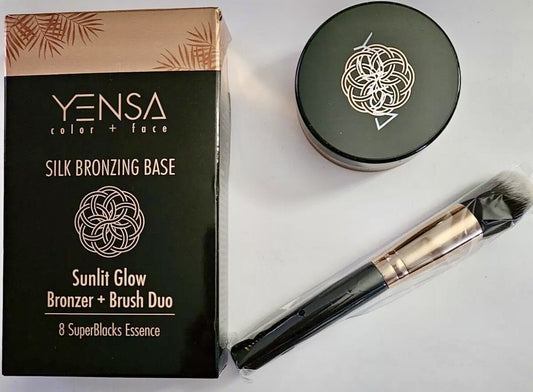 YENSA
color + face
SILK BRONZING BASE
Sunlit Glow
Bronzer + Brush Duo
8 SuperBlacks Essence